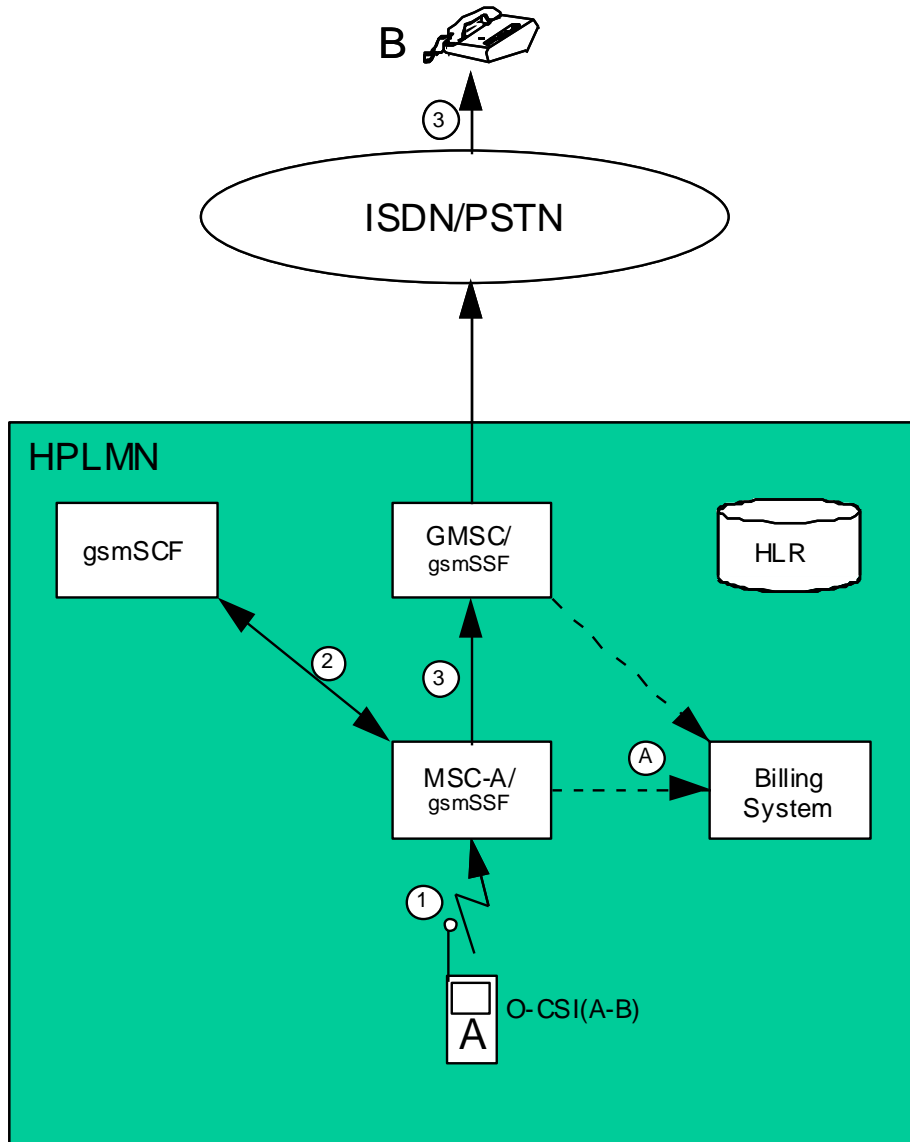 B
3
ISDN/PSTN
HPLMN
gsmSCF
GMSC/
gsmSSF
HLR
2
3
A
MSC-A/
gsmSSF
Billing
System
1
O-CSI(A-B)
A